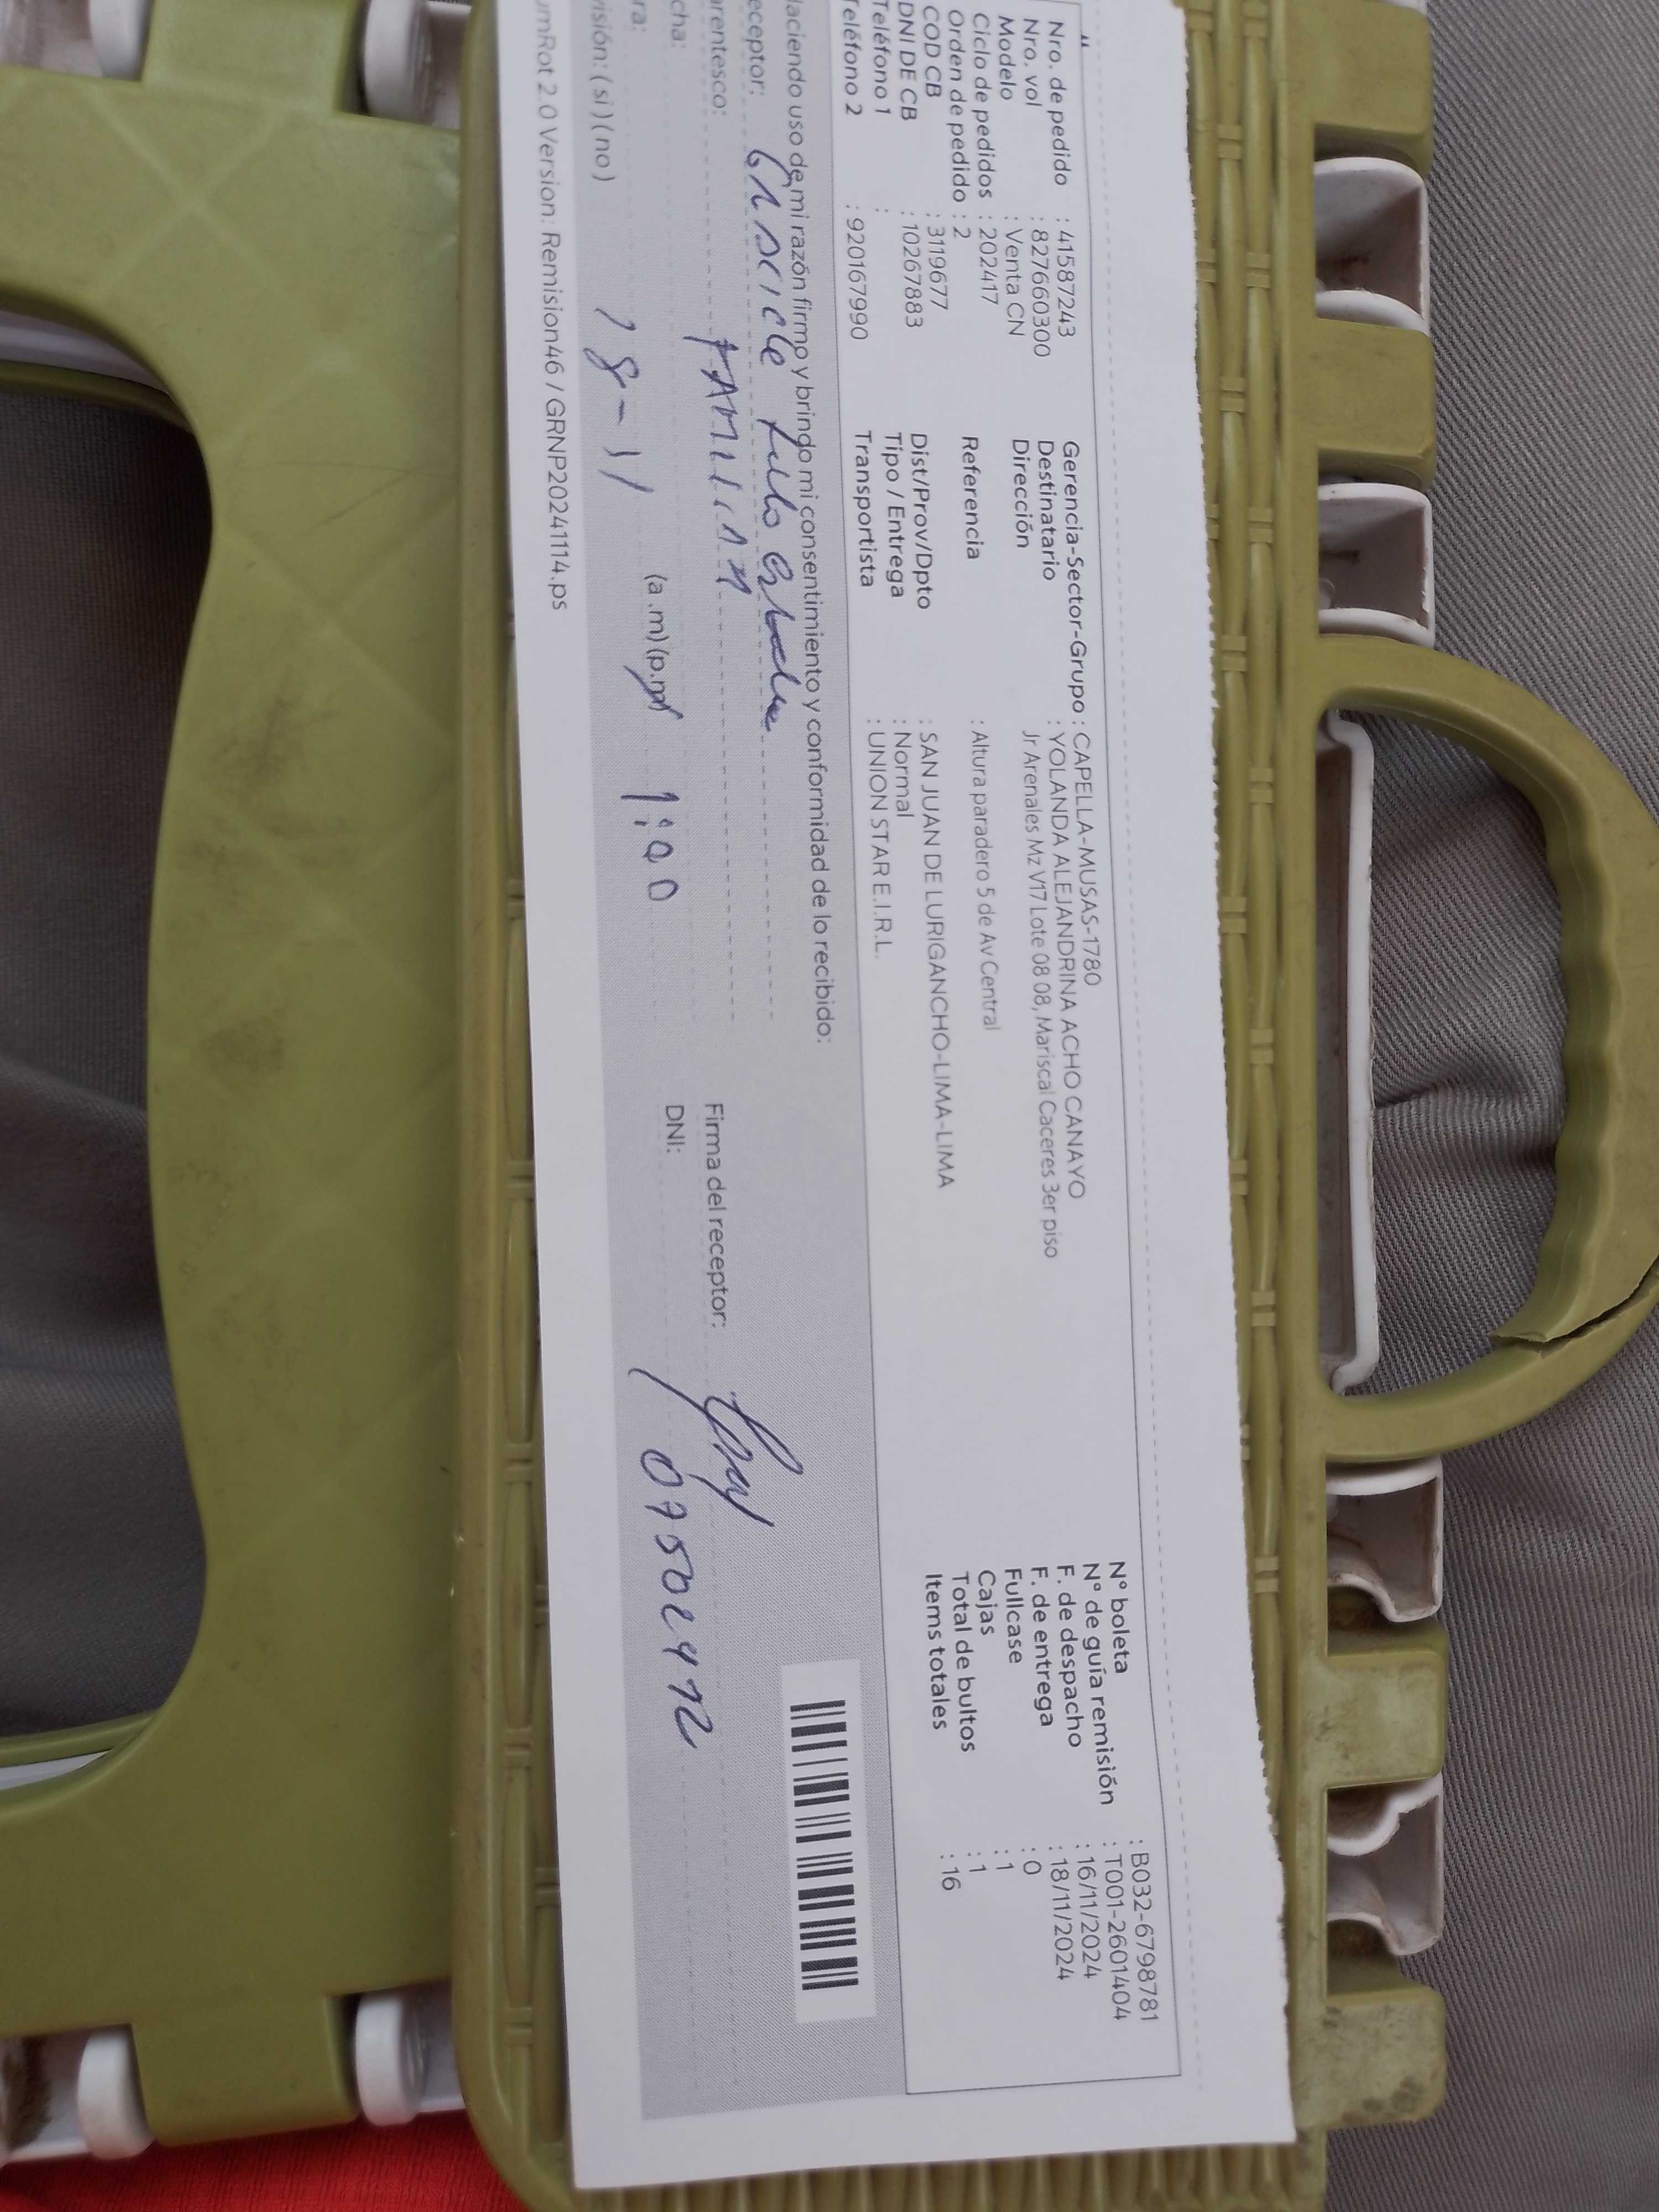 Nro. de pedido : 41587243
Nro. vol : 827660300
Modelo : Venta CN
Ciclo de pedidos : 202417
Orden de pedido : 2
COD CB : 3119677
DNI DE CB : 10267883
Teléfono 1 :
Teléfono 2 : 920167990
Gerencia-Sector-Grupo : CAPELLA-MUSAS-1780
Destinatario : YOLANDA ALEJANDRINA ACHO CANAYO
Dirección Jr Arenales Mz V17 Lote 08 08, Mariscal Caceres 3er piso
Referencia : Altura paradero 5 de Av Central
Dist/Prov/Dpto : SAN JUAN DE LURIGANCHO-LIMA-LIMA
Tipo / Entrega : Normal
Transportista : UNION STAR E.I.R.L.
N° boleta : B032-6798781
N° de guía remisión : T001-2601404
F. de despacho : 16/11/2024
F. de entrega : 18/11/2024
Fullcase : 0
Cajas : 1
Total de bultos : 1
Items totales : 16
aciendo uso de mi razón firmo y brindo mi consentimiento y conformidad de lo recibido:
eceptor:
arentesco: FAMILIAR
cha: (a.m)(p.m) 1:00
ra: 18-11
visión: (si)(no)
Firma del receptor:
DNI: 07502412
mRot 2.0 Version: Remision46 / GRNP20241114.ps